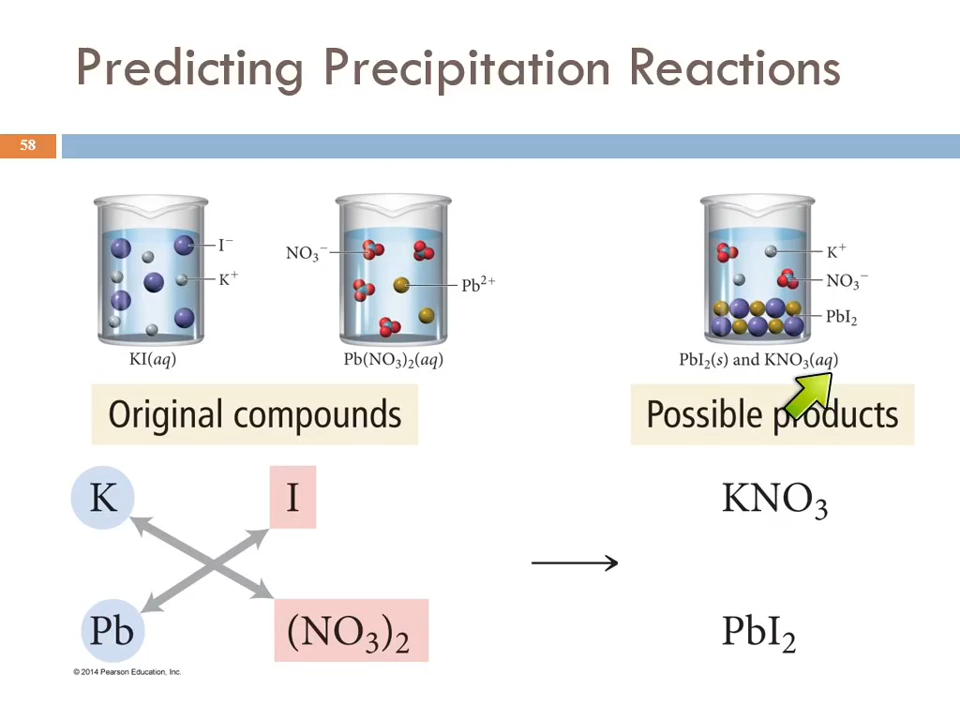 Predicting Precipitation Reactions
58
I⁻
K⁺
KI(aq)
NO₃⁻
Pb²⁺
Pb(NO₃)₂(aq)
K⁺
NO₃⁻
PbI₂
PbI₂(s) and KNO₃(aq)
Original compounds
Possible products
K I
Pb (NO₃)₂
KNO₃
PbI₂
© 2014 Pearson Education, Inc.